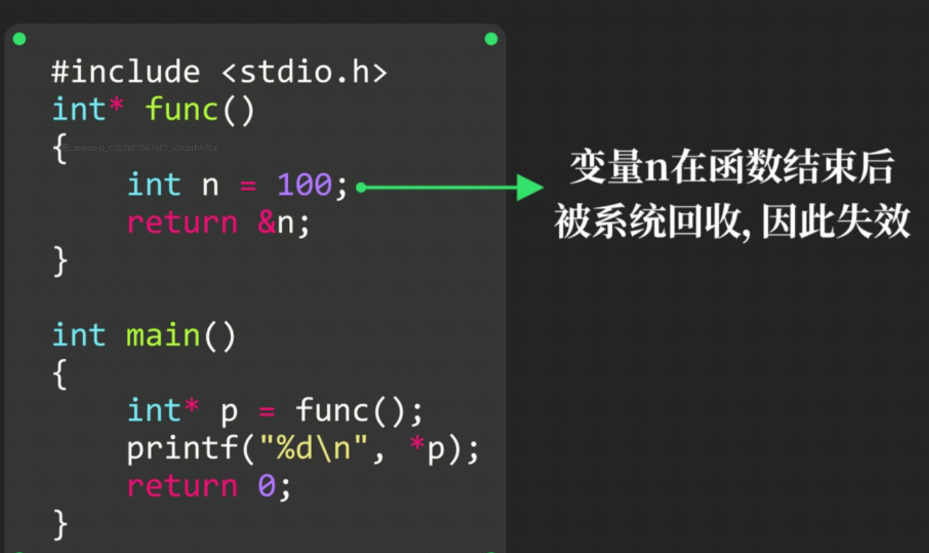 #include <stdio.h>
int* func()
{
    int n = 100;
    return &n;
}
变量n在函数结束后
被系统回收, 因此失效
int main()
{
    int* p = func();
    printf("%d\n", *p);
    return 0;
}